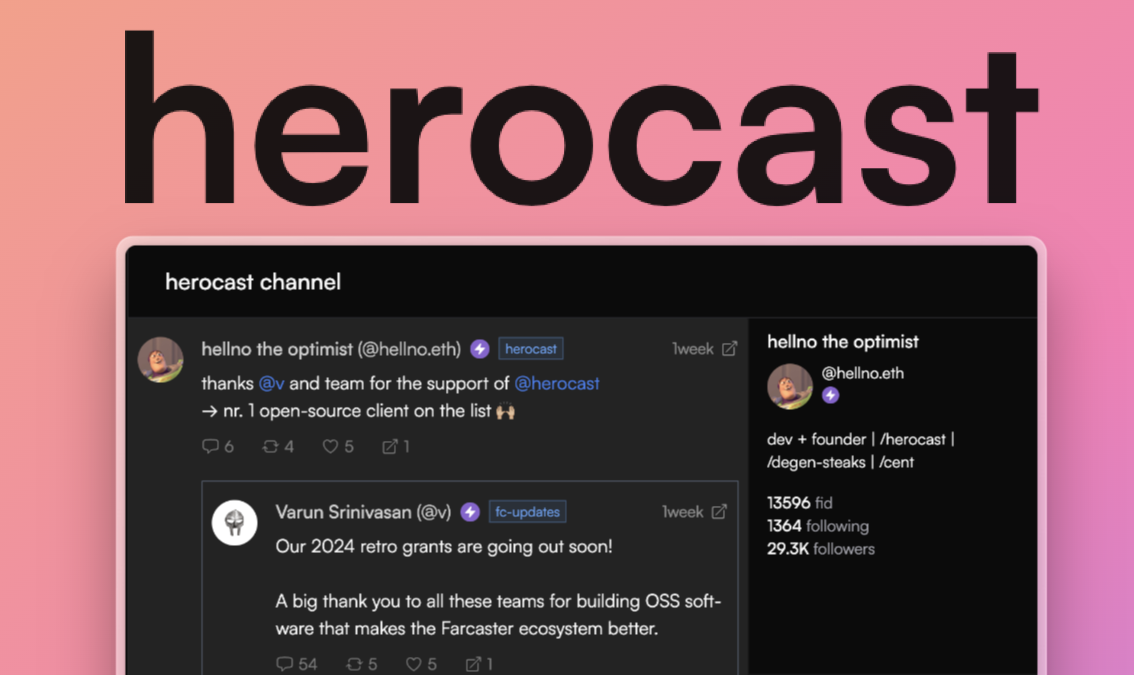 herocast
herocast channel
hellno the optimist (@hellno.eth) herocast 1week
thanks @v and team for the support of @herocast
→ nr. 1 open-source client on the list 🙌🏼
6 4 5 1
Varun Srinivasan (@v) fc-updates 1week
Our 2024 retro grants are going out soon!
A big thank you to all these teams for building OSS soft-
ware that makes the Farcaster ecosystem better.
54 5 5 1
hellno the optimist
@hellno.eth
dev + founder | /herocast |
/degen-steaks | /cent
13596 fid
1364 following
29.3K followers